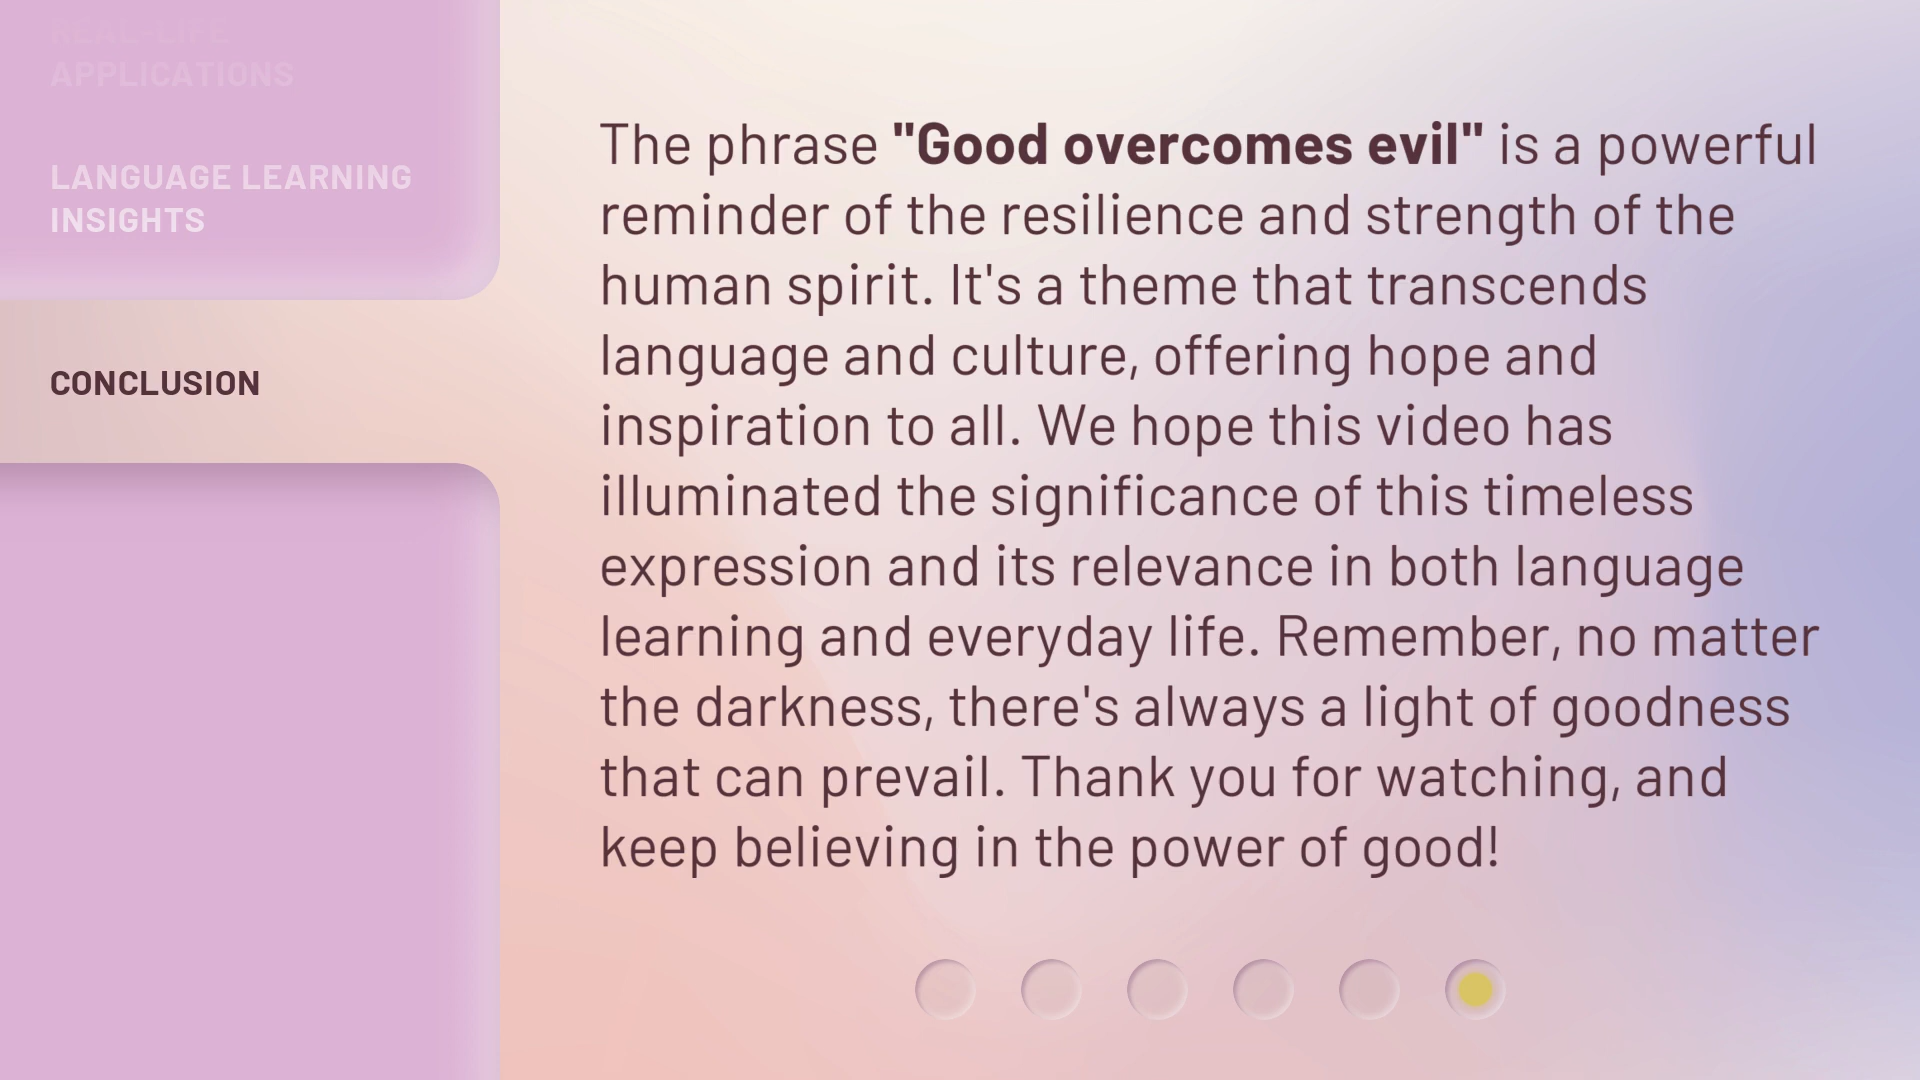 REAL-LIFE
APPLICATIONS
LANGUAGE LEARNING
INSIGHTS
CONCLUSION
The phrase "Good overcomes evil" is a powerful
reminder of the resilience and strength of the
human spirit. It's a theme that transcends
language and culture, offering hope and
inspiration to all. We hope this video has
illuminated the significance of this timeless
expression and its relevance in both language
learning and everyday life. Remember, no matter
the darkness, there's always a light of goodness
that can prevail. Thank you for watching, and
keep believing in the power of good!